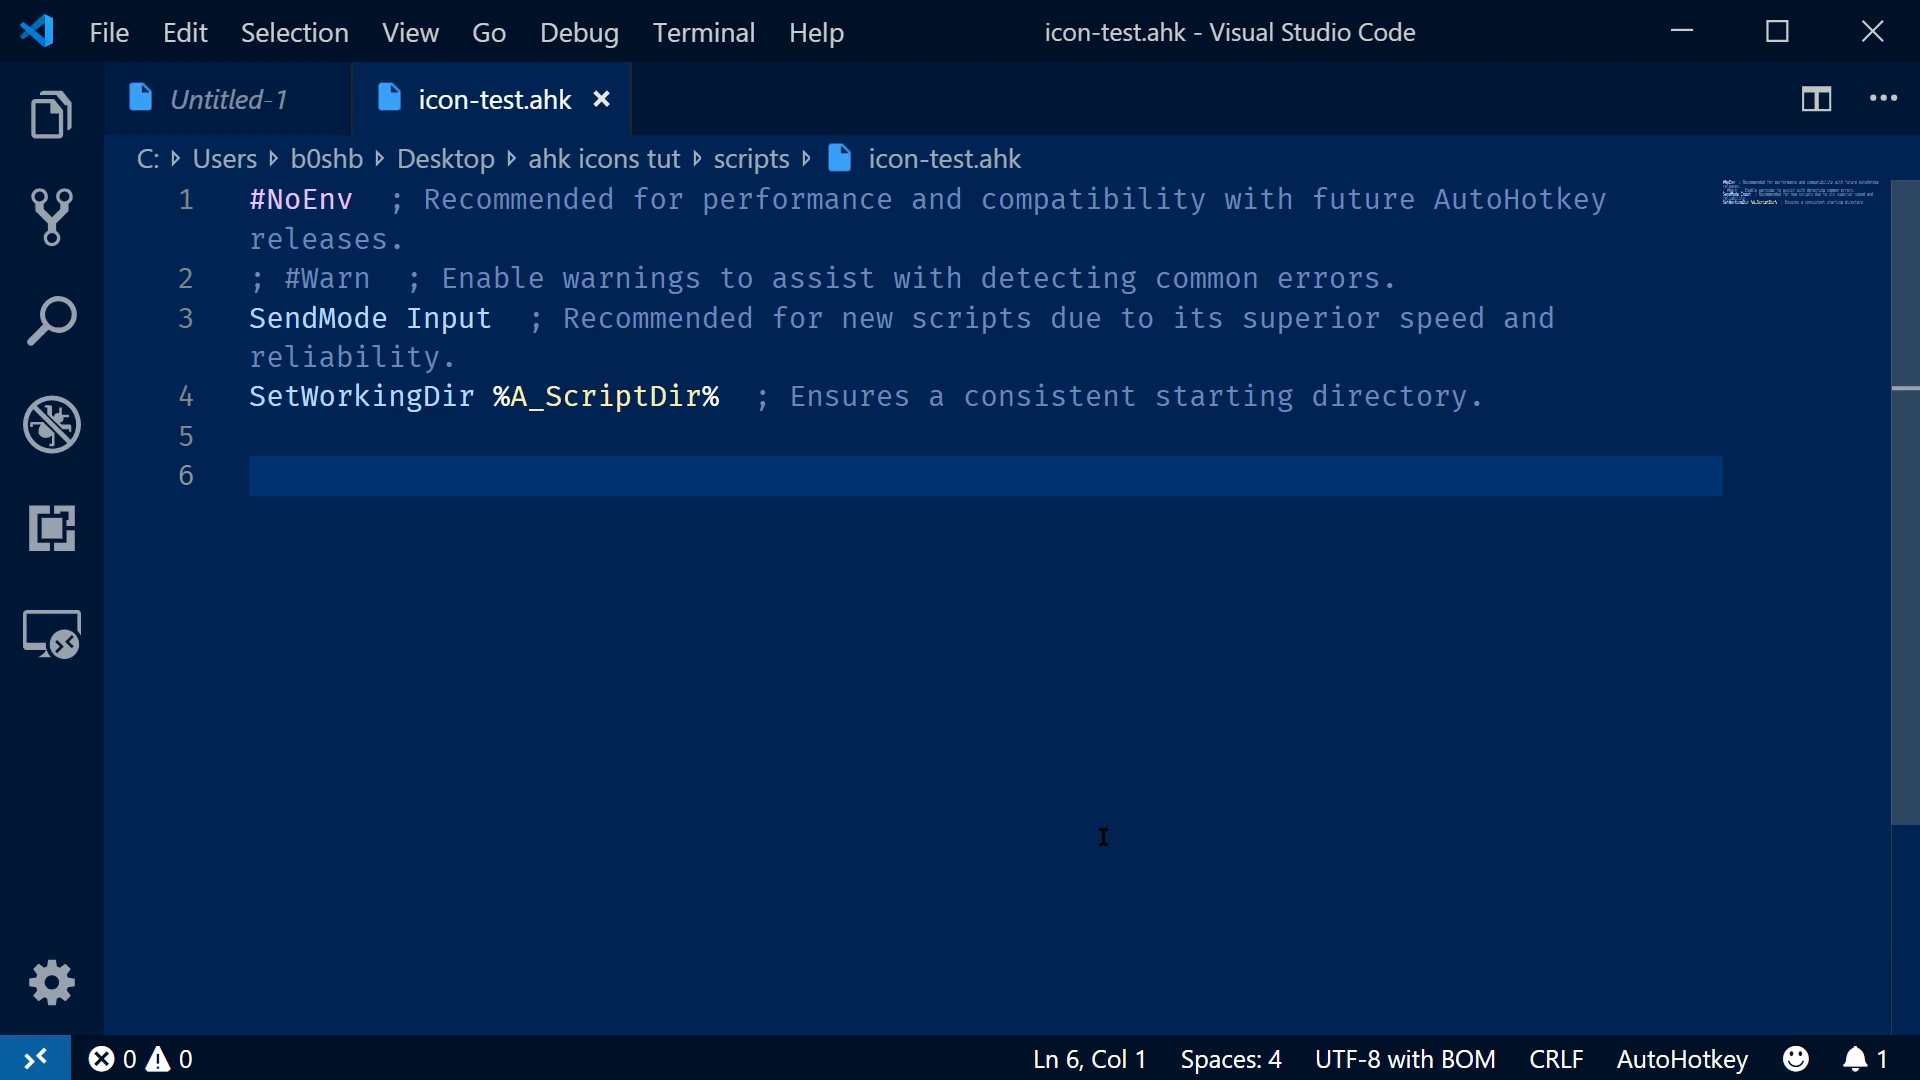 File Edit Selection View Go Debug Terminal Help icon-test.ahk - Visual Studio Code
Untitled-1 icon-test.ahk
C: Users b0shb Desktop ahk icons tut scripts icon-test.ahk
1 #NoEnv ; Recommended for performance and compatibility with future AutoHotkey
releases.
2 ; #Warn ; Enable warnings to assist with detecting common errors.
3 SendMode Input ; Recommended for new scripts due to its superior speed and
reliability.
4 SetWorkingDir %A_ScriptDir% ; Ensures a consistent starting directory.
5
6
0 0 Ln 6, Col 1 Spaces: 4 UTF-8 with BOM CRLF AutoHotkey 1